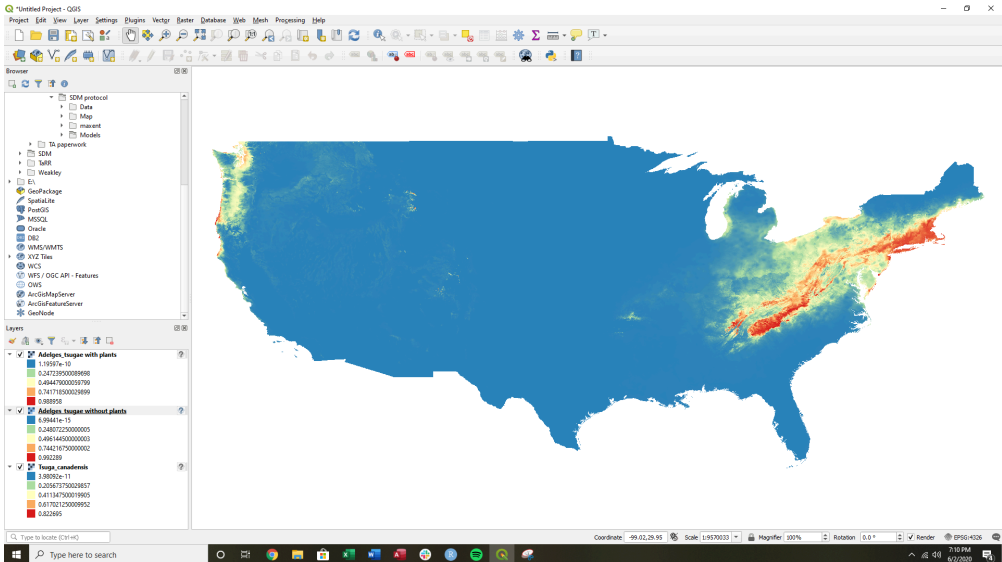 *Untitled Project - QGIS
Project Edit View Layer Settings Plugins Vector Raster Database Web Mesh Processing Help
Browser
SDM protocol
Data
Map
maxent
Models
TA paperwork
SDM
TaRR
Weakley
E:\
GeoPackage
SpatiaLite
PostGIS
MSSQL
Oracle
DB2
WMS/WMTS
XYZ Tiles
WCS
WFS / OGC API - Features
OWS
ArcGisMapServer
ArcGisFeatureServer
GeoNode
Layers
Adelges_tsugae with plants
1.19597e-10
0.247239500089698
0.494479000059799
0.741718500029899
0.988958
Adelges_tsugae without plants
6.99441e-15
0.248072250000005
0.496144500000003
0.744216750000002
0.992289
Tsuga_canadensis
3.98092e-11
0.205673750029857
0.411347500019905
0.617021250009952
0.822695
Type to locate (Ctrl+K)
Coordinate -99.02,29.95 Scale 1:9570033 Magnifier 100% Rotation 0.0 ° Render EPSG:4326
Type here to search
7:10 PM
6/2/2020